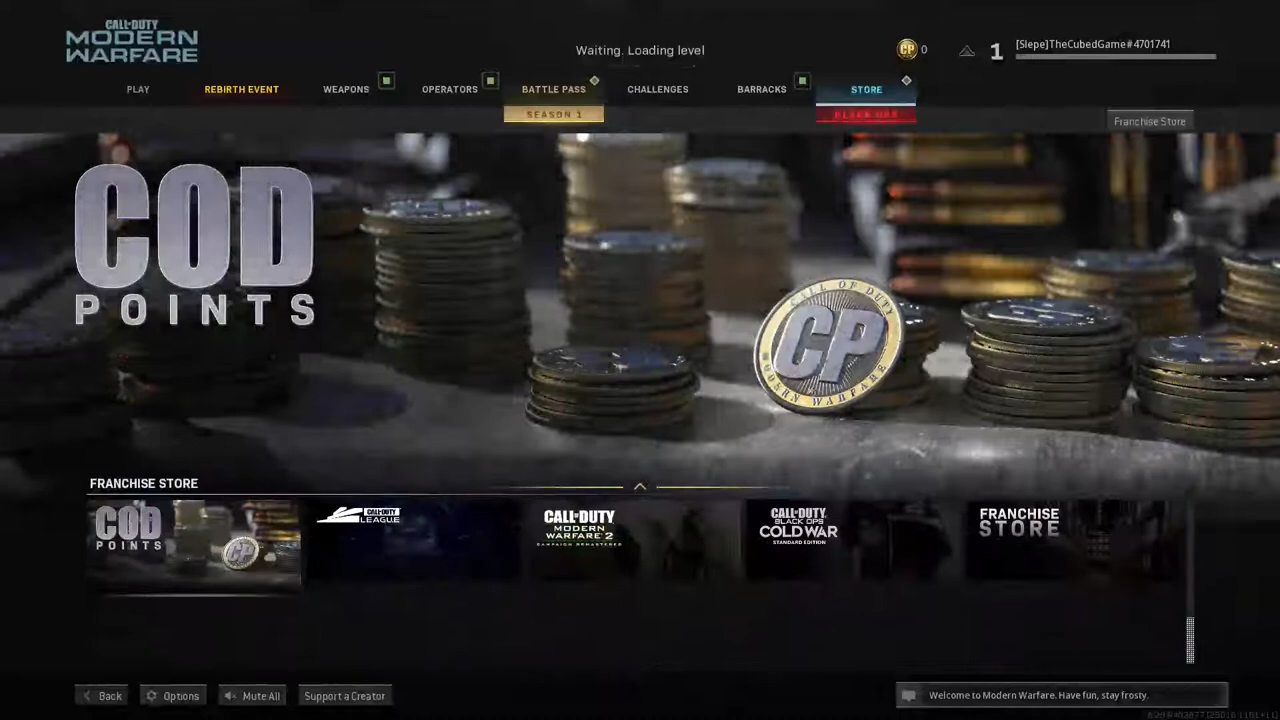 CALL OF DUTY
MODERN
WARFARE
Waiting. Loading level
CP 0
1
[Slepe]TheCubedGame#4701741
PLAY
REBIRTH EVENT
WEAPONS
OPERATORS
BATTLE PASS
CHALLENGES
BARRACKS
STORE
SEASON 1
BLACK OPS
Franchise Store
COD
POINTS
CALL OF DUTY
CP
MODERN WARFARE
FRANCHISE STORE
COD
POINTS
CP
CALL OF DUTY
LEAGUE
CALL OF DUTY
MODERN
WARFARE 2
CAMPAIGN REMASTERED
CALL OF DUTY
BLACK OPS
COLD WAR
STANDARD EDITION
FRANCHISE
STORE
Back
Options
Mute All
Support a Creator
Welcome to Modern Warfare. Have fun, stay frosty.